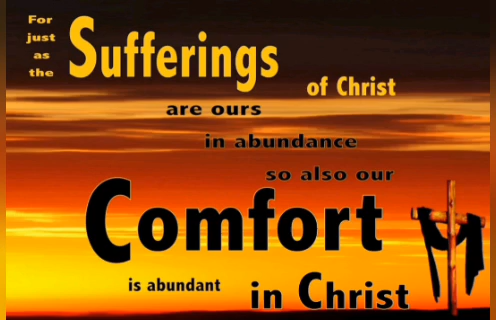 For
just
as
the
Sufferings
of Christ
are ours
in abundance
so also our
Comfort
is abundant
in Christ